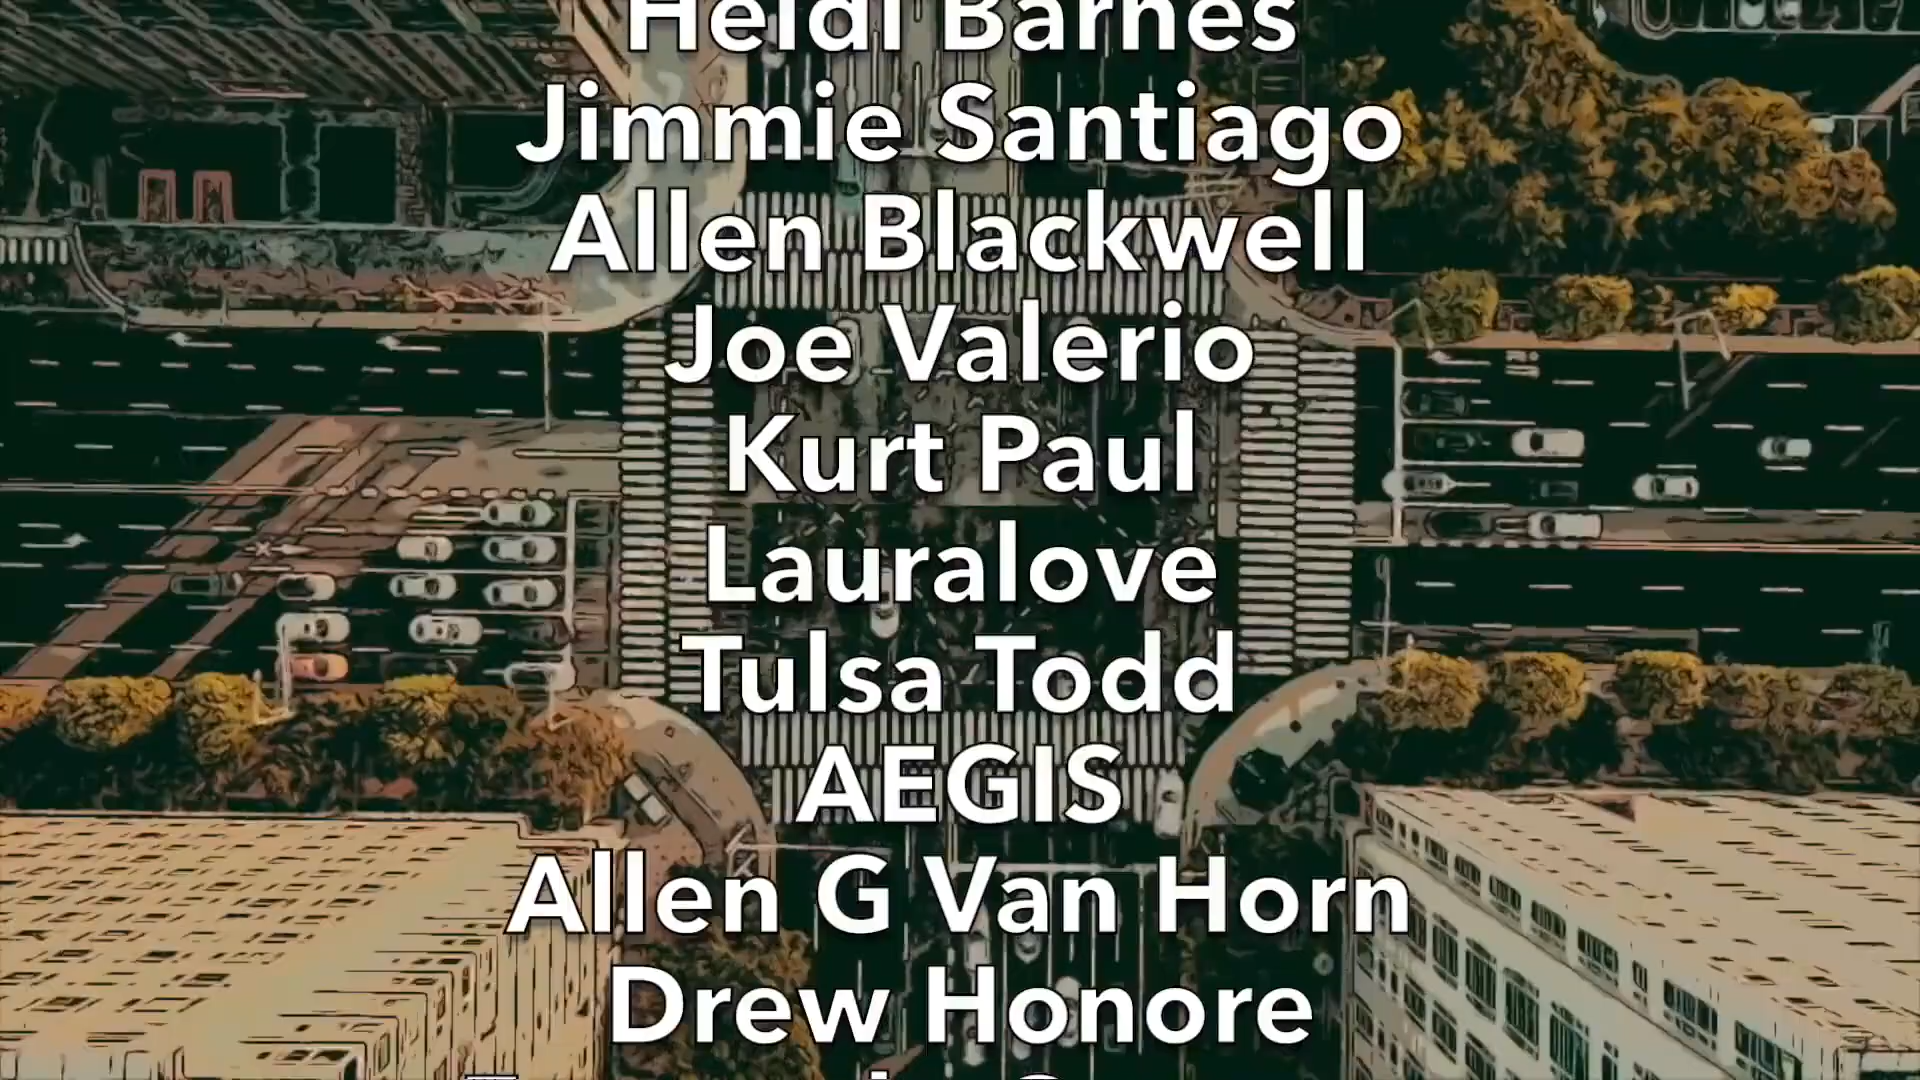 Heidi Barnes
Jimmie Santiago
Allen Blackwell
Joe Valerio
Kurt Paul
Lauralove
Tulsa Todd
AEGIS
Allen G Van Horn
Drew Honore